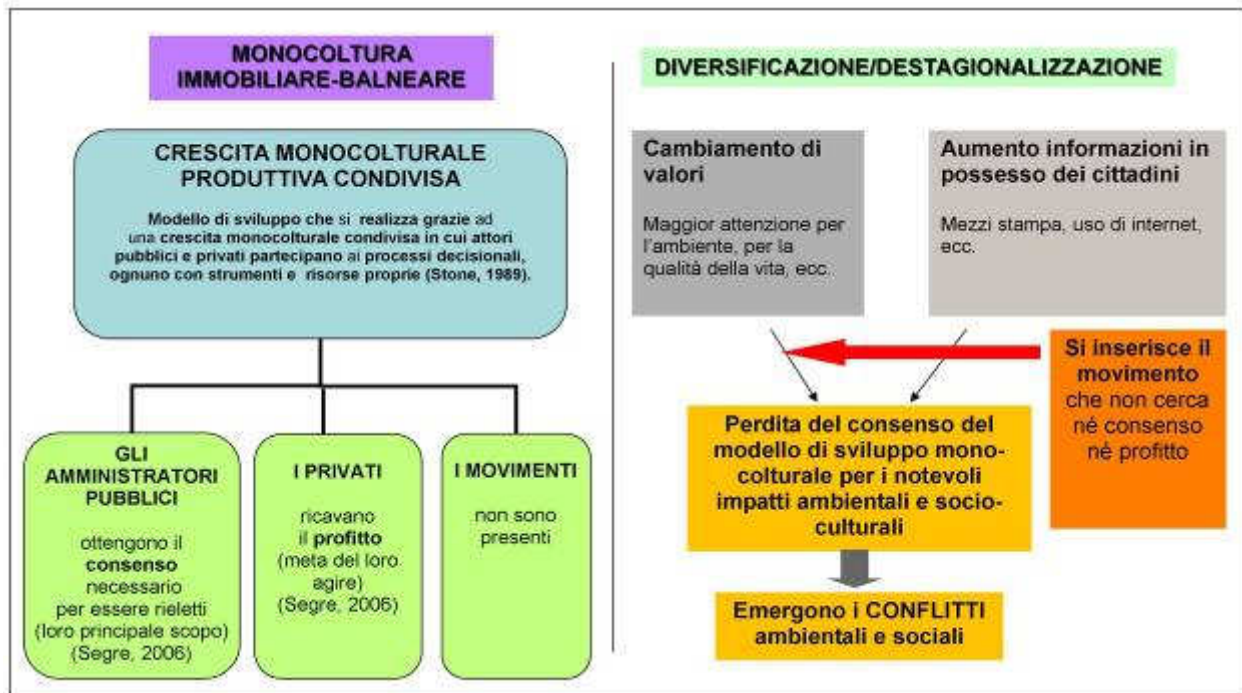 MONOCOLTURA
IMMOBILIARE-BALNEARE
CRESCITA MONOCOLTURALE
PRODUTTIVA CONDIVISA
Modello di sviluppo che si realizza grazie ad
una crescita monocolturale condivisa in cui attori
pubblici e privati partecipano ai processi decisionali,
ognuno con strumenti e risorse proprie (Stone, 1989).
GLI
AMMINISTRATORI
PUBBLICI
ottengono il
consenso
necessario
per essere rieletti
(loro principale scopo)
(Segre, 2006)
I PRIVATI
ricavano
il profitto
(meta del loro
agire)
(Segre, 2006)
I MOVIMENTI
non sono
presenti
DIVERSIFICAZIONE/DESTAGIONALIZZAZIONE
Cambiamento di
valori
Maggior attenzione per
l'ambiente, per la
qualità della vita, ecc.
Aumento informazioni in
possesso dei cittadini
Mezzi stampa, uso di internet,
ecc.
Si inserisce il
movimento
che non cerca
né consenso
né profitto
Perdita del consenso del
modello di sviluppo mono-
colturale per i notevoli
impatti ambientali e socio-
culturali
Emergono i CONFLITTI
ambientali e sociali